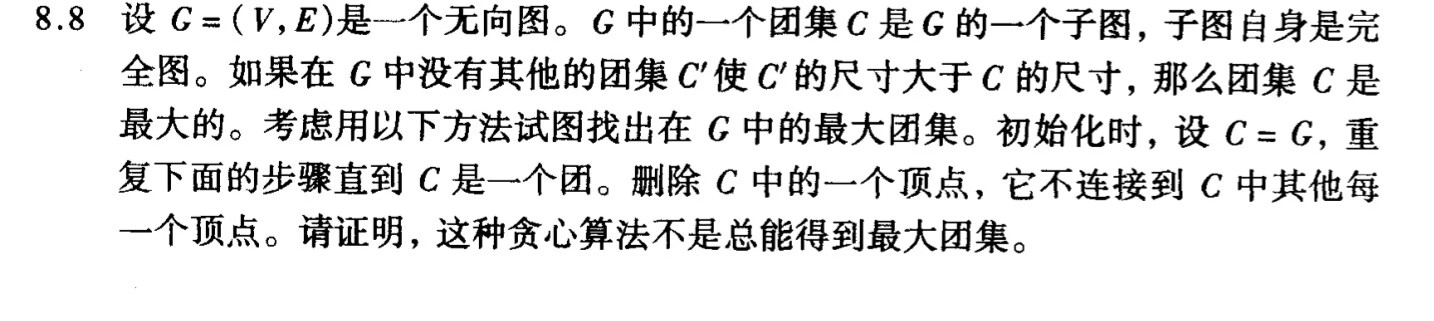 8.8 设 G = ( V, E)是一个无向图。G 中的一个团集 C 是 G 的一个子图，子图自身是完
全图。如果在 G 中没有其他的团集 C′使 C′的尺寸大于 C 的尺寸，那么团集 C 是
最大的。考虑用以下方法试图找出在 G 中的最大团集。初始化时，设 C = G，重
复下面的步骤直到 C 是一个团。删除 C 中的一个顶点，它不连接到 C 中其他每
一个顶点。请证明，这种贪心算法不是总能得到最大团集。